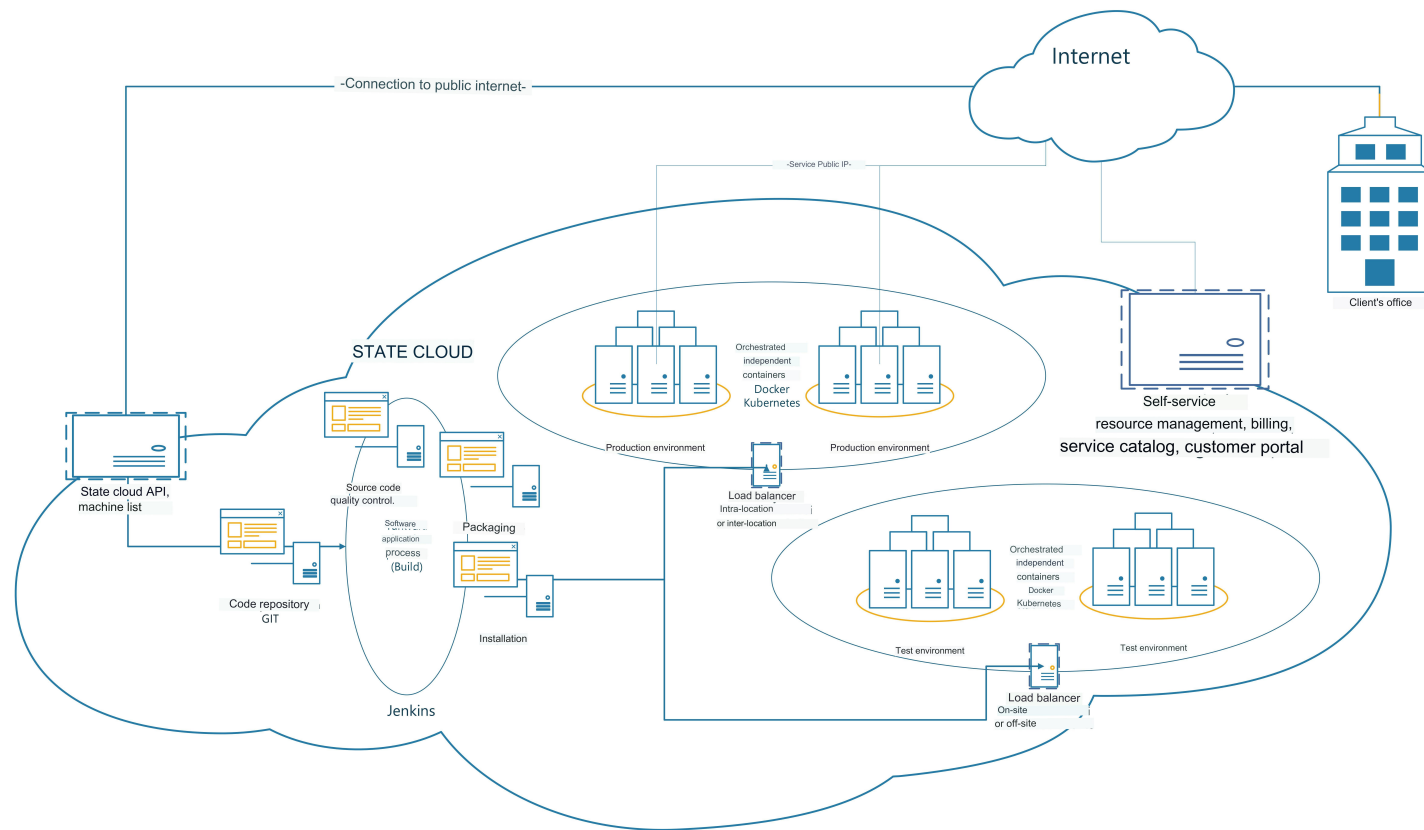 Internet
-Connection to public internet-
-Service Public IP-
Client's office
STATE CLOUD
Orchestrated
independent
containers
Docker
Kubernetes
Production environment
Production environment
Self-service
resource management, billing,
service catalog, customer portal
State cloud API,
machine list
Source code
quality control.
Packaging
Software
application
process
(Build)
Load balancer
Intra-location
or inter-location
Code repository
GIT
Installation
Jenkins
Orchestrated
independent
containers
Docker
Kubernetes
Test environment
Test environment
Load balancer
On-site
or off-site